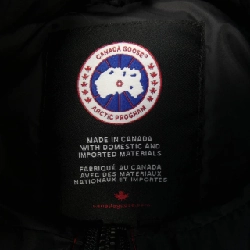 CANADA GOOSE
ARCTIC PROGRAM
MADE IN CANADA
WITH DOMESTIC AND
IMPORTED MATERIALS
FABRIQUÉ AU CANADA
AVEC DES MATERIAUX
NATIONAUX ET IMPORTÉS